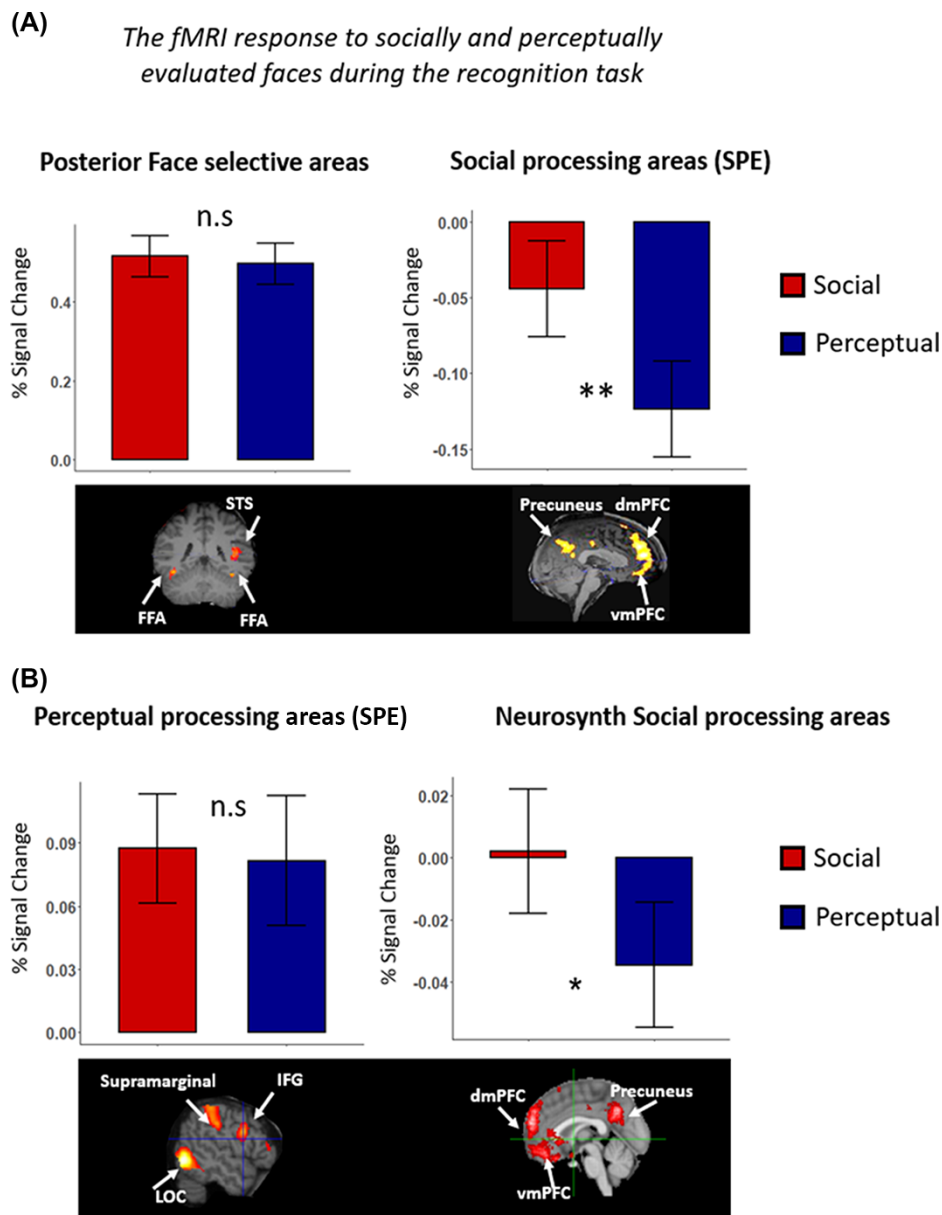 (A)
The fMRI response to socially and perceptually
evaluated faces during the recognition task
Posterior Face selective areas
n.s
% Signal Change
0.4
0.2
0.0
Social processing areas (SPE)
% Signal Change
0.00
-0.05
-0.10
-0.15
**
Social
Perceptual
STS
FFA
FFA
Precuneus
dmPFC
vmPFC
(B)
Perceptual processing areas (SPE)
n.s
% Signal Change
0.09
0.06
0.03
0.00
Neurosynth Social processing areas
% Signal Change
0.02
0.00
-0.02
-0.04
*
Social
Perceptual
Supramarginal
IFG
LOC
dmPFC
Precuneus
vmPFC